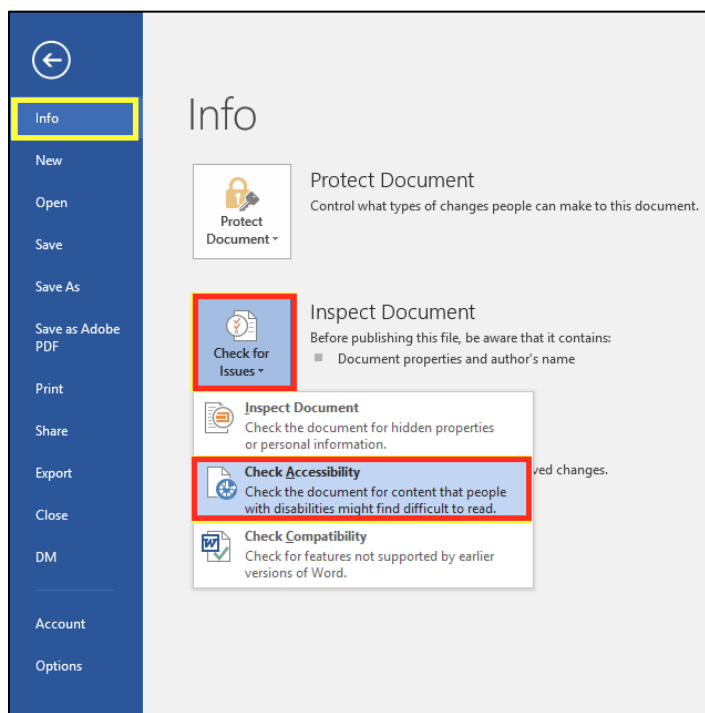 Info
New
Open
Save
Save As
Save as Adobe
PDF
Print
Share
Export
Close
DM
Account
Options
Info
Protect
Document
Protect Document
Control what types of changes people can make to this document.
Check for
Issues
Inspect Document
Before publishing this file, be aware that it contains:
Document properties and author's name
Inspect Document
Check the document for hidden properties
or personal information.
Check Accessibility
Check the document for content that people
with disabilities might find difficult to read.
Check Compatibility
Check for features not supported by earlier
versions of Word.
changes.